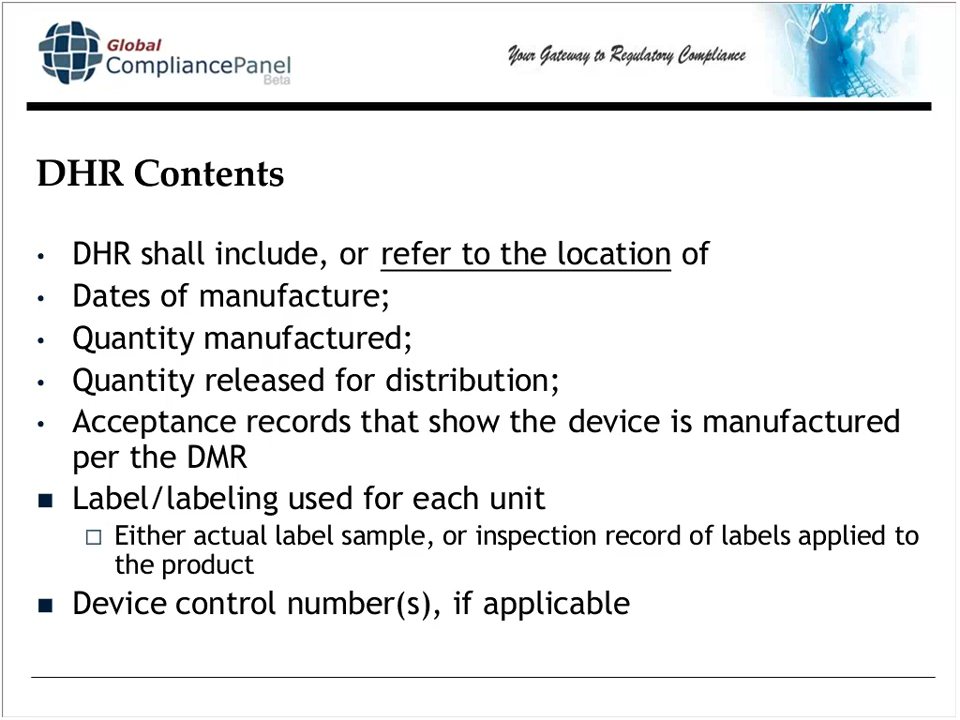 Global
CompliancePanel
Beta
Your Gateway to Regulatory Compliance
DHR Contents
• DHR shall include, or refer to the location of
• Dates of manufacture;
• Quantity manufactured;
• Quantity released for distribution;
• Acceptance records that show the device is manufactured
per the DMR
■ Label/labeling used for each unit
□ Either actual label sample, or inspection record of labels applied to
the product
■ Device control number(s), if applicable